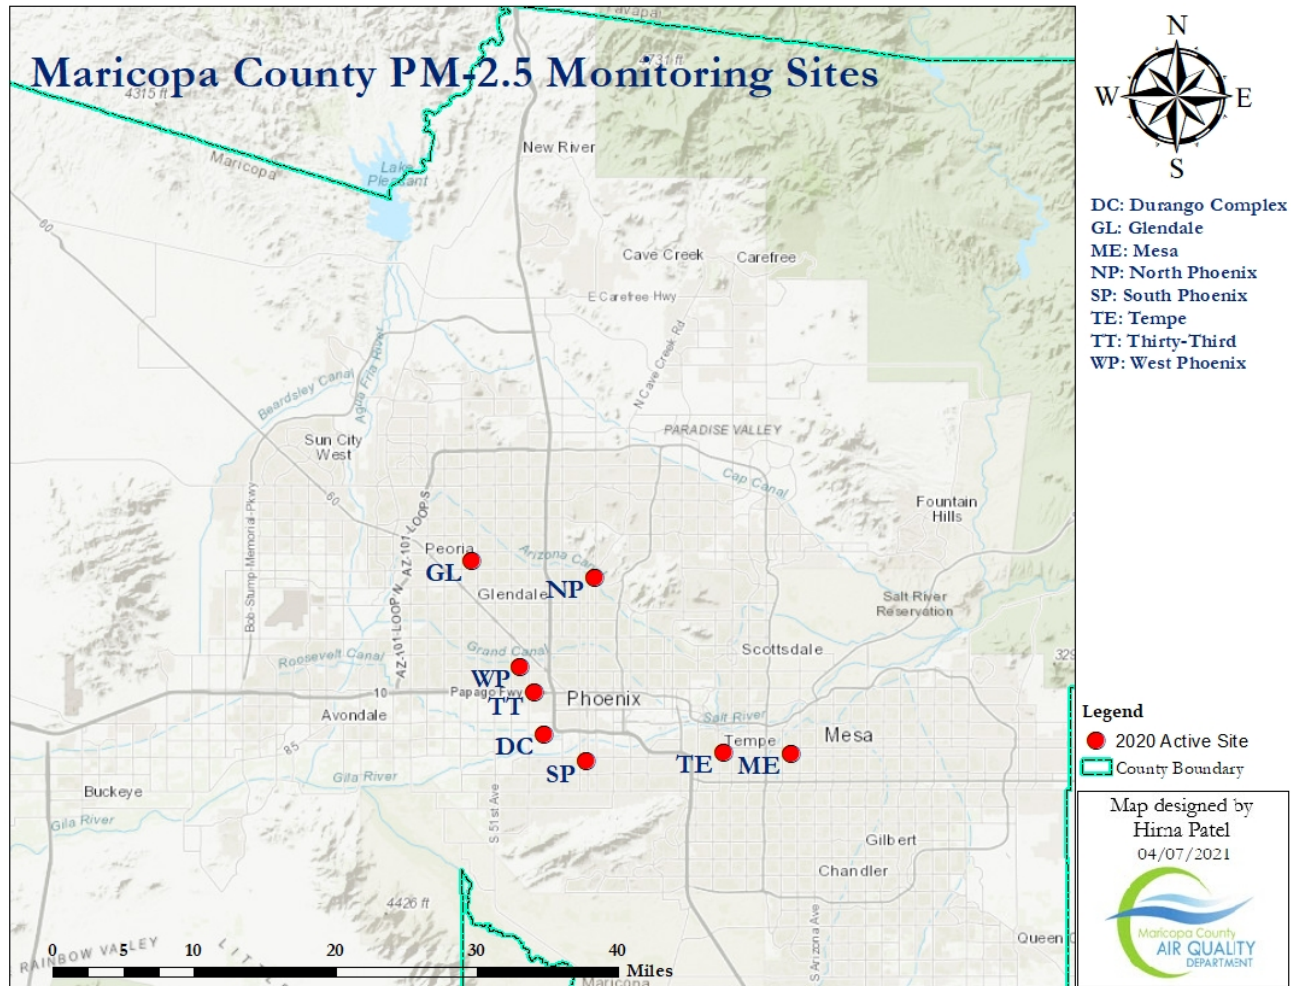 Maricopa County PM-2.5 Monitoring Sites
4731 ft
4315 ft
Maricopa
Lake
Pleasant
New River
60
Cave Creek
Carefree
E Carefree Hwy
N Cave Creek Rd
Agua Fria River
Beardsley Canal
Sun City
West
PARADISE VALLEY
60
Cap Canal
Fountain
Hills
Bob-Stump-Memorial-Pkwy
AZ-101-LOOP S
Peoria
Arizona Canal
GL
NP
Glendale
Salt River
Reservation
AZ-101-LOOP N
Roosevelt Canal
Grand Canal
Scottsdale
WP
10
Papago Fwy
Phoenix
TT
Avondale
Salt River
Mesa
Tempe
85
DC
TE
ME
SP
Gila River
Buckeye
Gila River
S 51st Ave
Gilbert
Chandler
4426 ft
S Arizona Ave
Queen
RAINBOW VALLEY
0 5 10 20 30 40
Miles
Maricopa
N
W E
S
DC: Durango Complex
GL: Glendale
ME: Mesa
NP: North Phoenix
SP: South Phoenix
TE: Tempe
TT: Thirty-Third
WP: West Phoenix
Legend
2020 Active Site
County Boundary
Map designed by
Hirna Patel
04/07/2021
Maricopa County
AIR QUALITY
DEPARTMENT